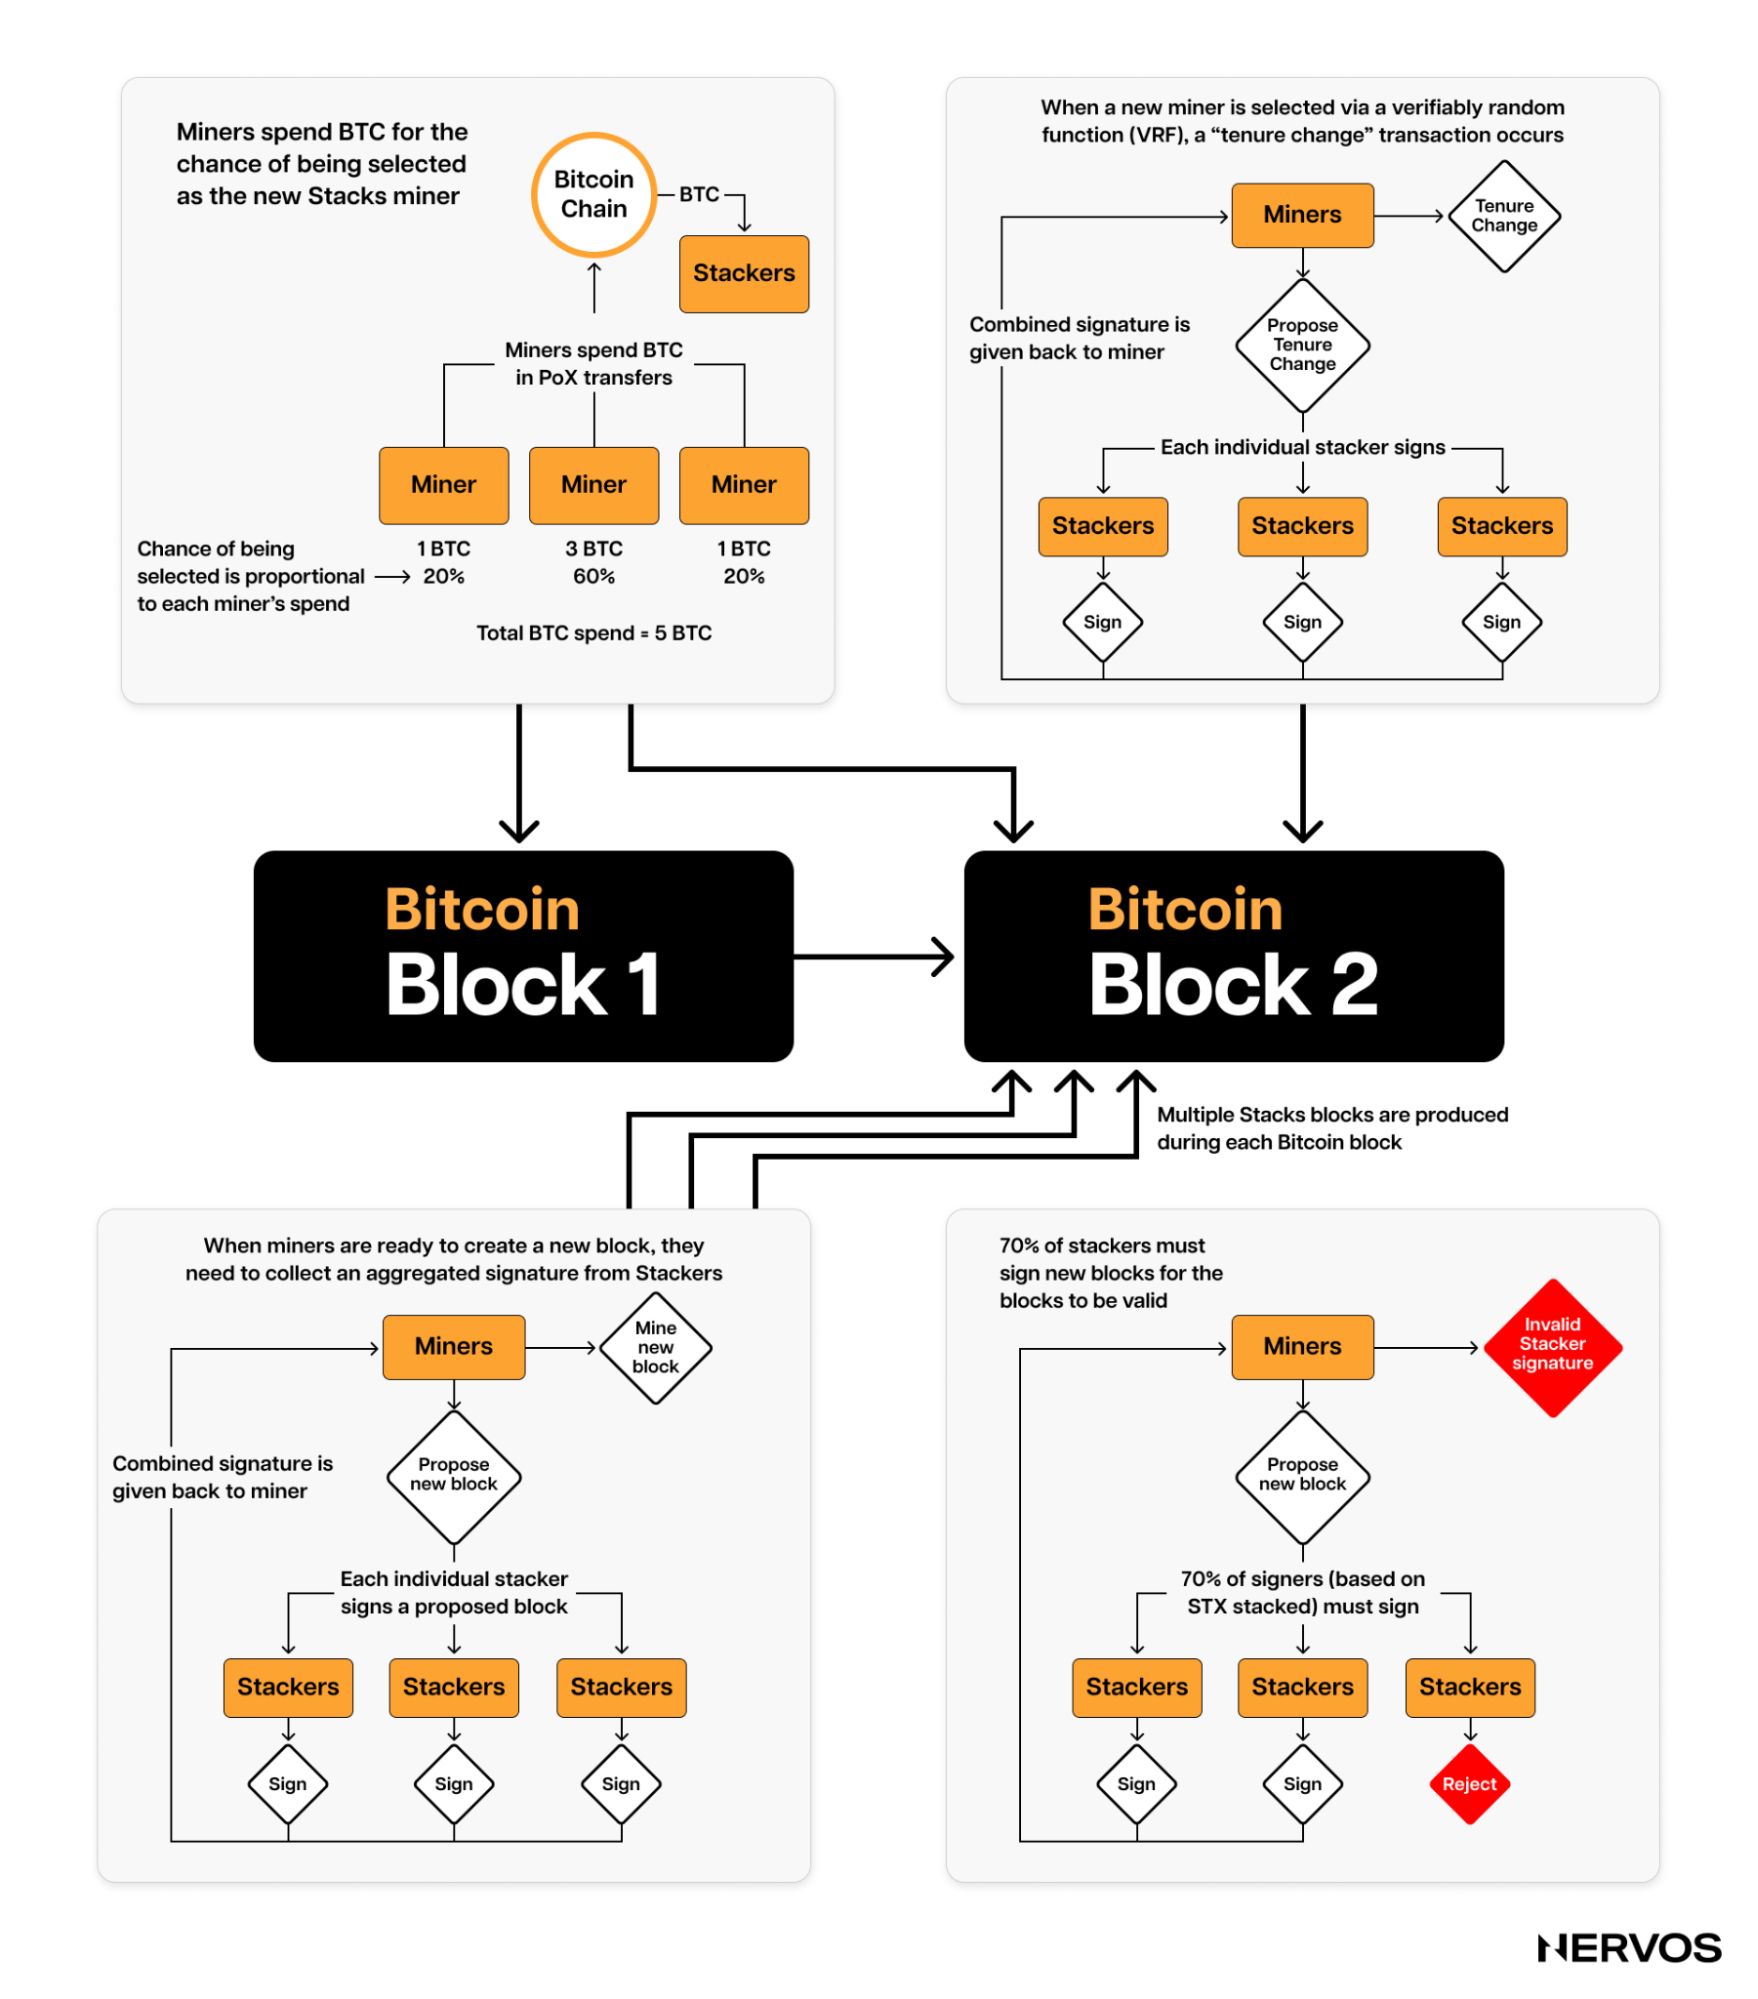 Miners spend BTC for the
chance of being selected
as the new Stacks miner
Bitcoin
Chain
BTC
Stackers
Miners spend BTC
in PoX transfers
Miner
Miner
Miner
Chance of being
selected is proportional
to each miner's spend
1 BTC
20%
3 BTC
60%
1 BTC
20%
Total BTC spend = 5 BTC
When a new miner is selected via a verifiably random
function (VRF), a “tenure change” transaction occurs
Miners
Tenure
Change
Propose
Tenure
Change
Combined signature is
given back to miner
Each individual stacker signs
Stackers
Stackers
Stackers
Sign
Sign
Sign
Bitcoin
Block 1
Bitcoin
Block 2
Multiple Stacks blocks are produced
during each Bitcoin block
When miners are ready to create a new block, they
need to collect an aggregated signature from Stackers
Miners
Mine
new
block
Propose
new block
Combined signature is
given back to miner
Each individual stacker
signs a proposed block
Stackers
Stackers
Stackers
Sign
Sign
Sign
70% of stackers must
sign new blocks for the
blocks to be valid
Miners
Invalid
Stacker
signature
Propose
new block
70% of signers (based on
STX stacked) must sign
Stackers
Stackers
Stackers
Sign
Sign
Reject
NERVOS